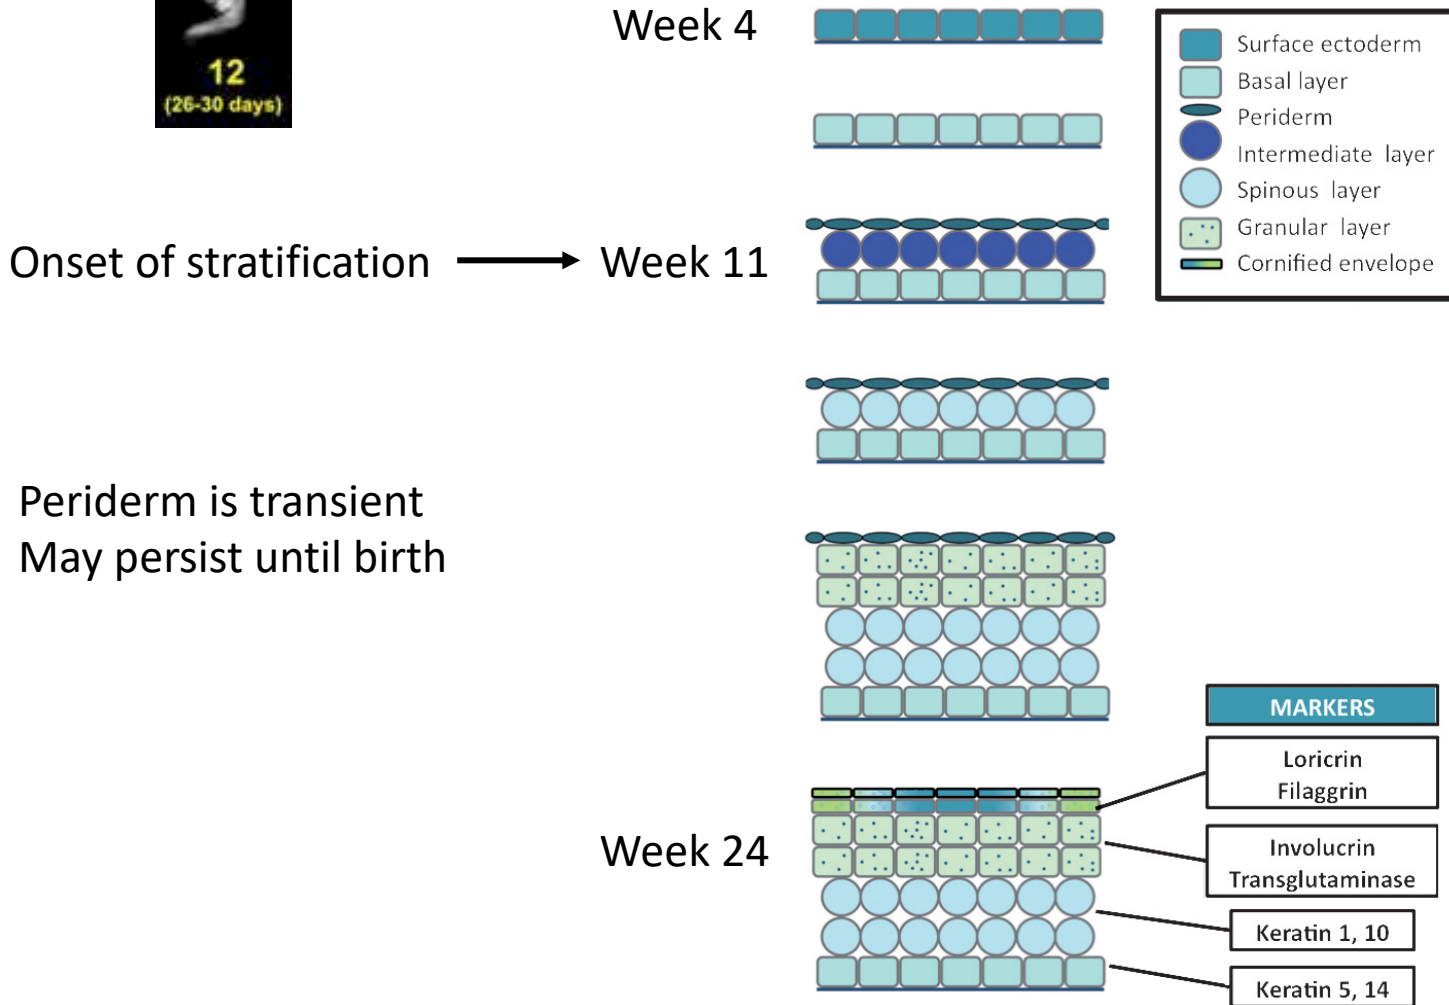 12
(26-30 days)
Week 4
Surface ectoderm
Basal layer
Periderm
Intermediate layer
Spinous layer
Granular layer
Cornified envelope
Onset of stratification
Week 11
Periderm is transient
May persist until birth
MARKERS
Loricrin
Filaggrin
Week 24
Involucrin
Transglutaminase
Keratin 1, 10
Keratin 5, 14